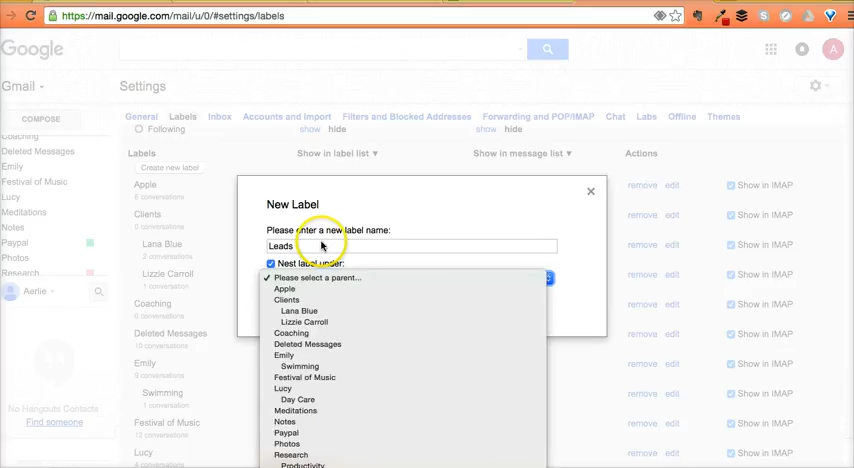 https://mail.google.com/mail/u/0/#settings/labels
Google
A
Gmail
Settings
COMPOSE
General Labels Inbox Accounts and Import Filters and Blocked Addresses Forwarding and POP/IMAP Chat Labs Offline Themes
Following show hide show hide
Coaching
Deleted Messages
Emily
Festival of Music
Lucy
Meditations
Notes
Paypal
Photos
Research
Aerlie
No Hangouts Contacts
Find someone
Labels Show in label list ▼ Show in message list ▼ Actions
Create new label
Apple remove edit Show in IMAP
6 conversations
Clients remove edit Show in IMAP
0 conversations
Lana Blue remove edit Show in IMAP
2 conversations
Lizzie Carroll remove edit Show in IMAP
1 conversation
Coaching remove edit Show in IMAP
0 conversations
Deleted Messages remove edit Show in IMAP
10 conversations
Emily remove edit Show in IMAP
9 conversations
Swimming remove edit Show in IMAP
1 conversation
Festival of Music remove edit Show in IMAP
12 conversations
Lucy remove edit Show in IMAP
4 conversations
New Label
Please enter a new label name:
Leads
Nest label under:
✓ Please select a parent...
Apple
Clients
Lana Blue
Lizzie Carroll
Coaching
Deleted Messages
Emily
Swimming
Festival of Music
Lucy
Day Care
Meditations
Notes
Paypal
Photos
Research
Productivity